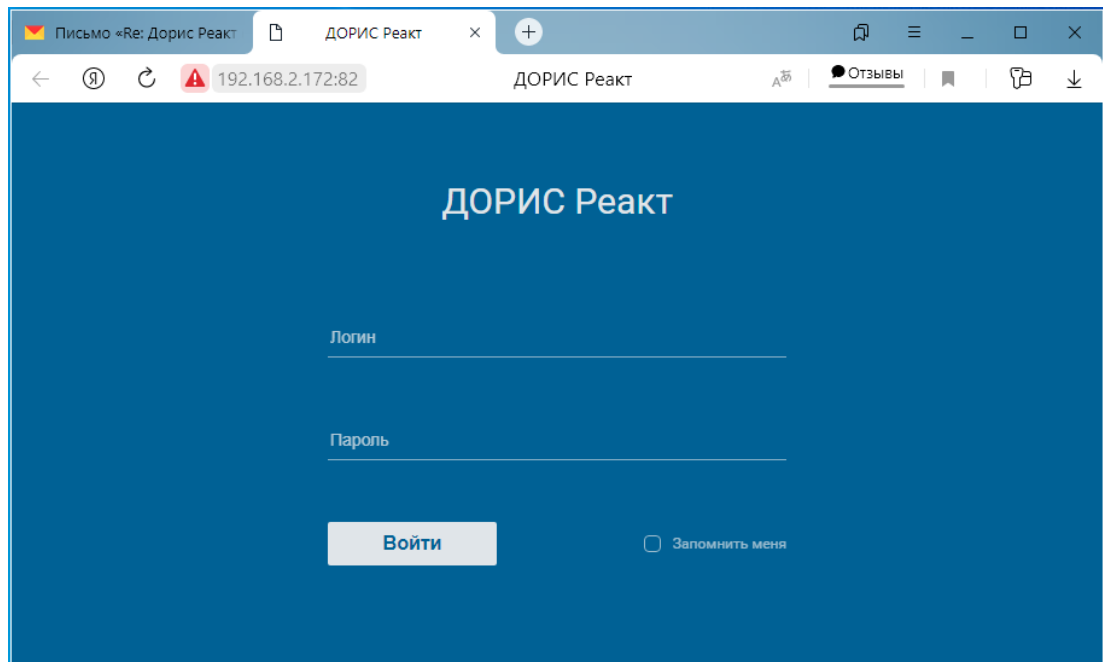 Письмо «Re: Дорис Реакт
ДОРИС Реакт
192.168.2.172:82
ДОРИС Реакт
Отзывы
ДОРИС Реакт
Логин
Пароль
Войти
Запомнить меня